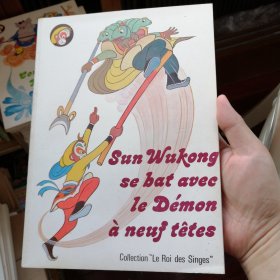 Sun Wukong
se bat avec
le Démon
à neuf têtes
Collection "Le Roi des Singes"